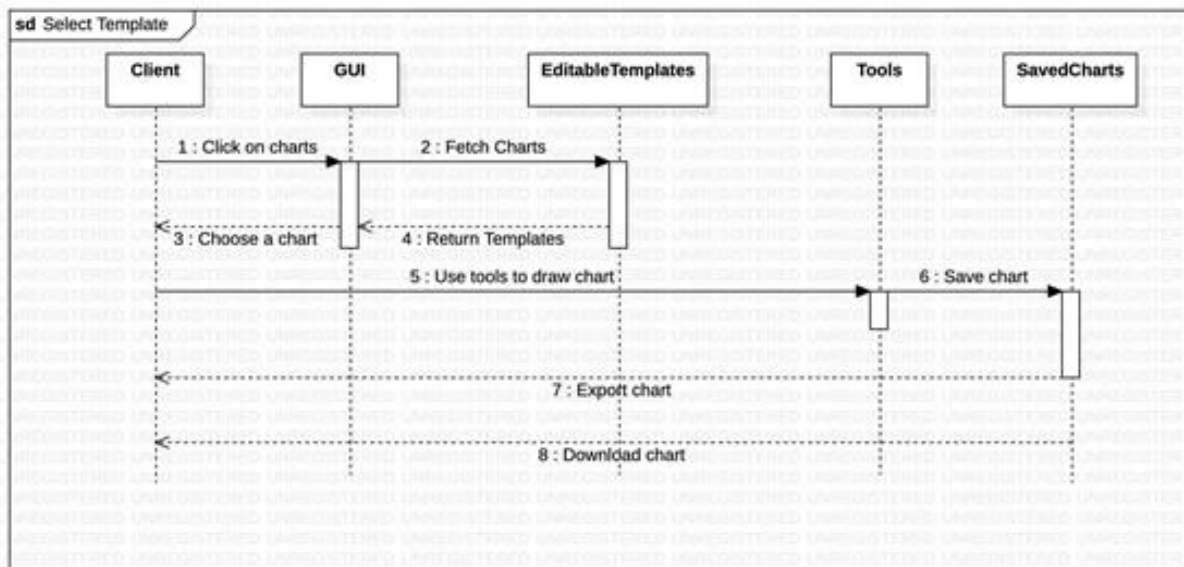 sd Select Template
Client GUI EditableTemplates Tools SavedCharts
1 : Click on charts 2 : Fetch Charts
3 : Choose a chart 4 : Return Templates
5 : Use tools to draw chart 6 : Save chart
7 : Export chart
8 : Download chart
UNREGISTERED